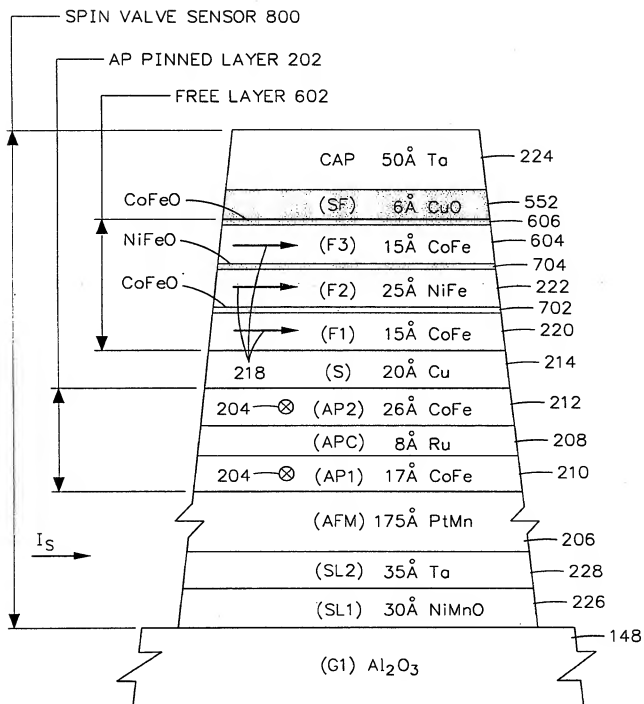 SPIN VALVE SENSOR 800
AP PINNED LAYER 202
FREE LAYER 602
CAP 50Å Ta 224
CoFeO (SF) 6Å CuO 552
606
NiFeO (F3) 15Å CoFe 604
704
CoFeO (F2) 25Å NiFe 222
702
(F1) 15Å CoFe 220
218 (S) 20Å Cu 214
204 ⊗ (AP2) 26Å CoFe 212
(APC) 8Å Ru 208
204 ⊗ (AP1) 17Å CoFe 210
(AFM) 175Å PtMn 206
IS
(SL2) 35Å Ta 228
(SL1) 30Å NiMnO 226
148
(G1) Al2O3